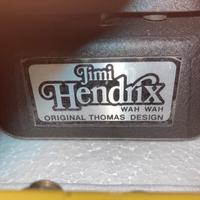 Jimi
Hendrix
WAH WAH
ORIGINAL THOMAS DESIGN